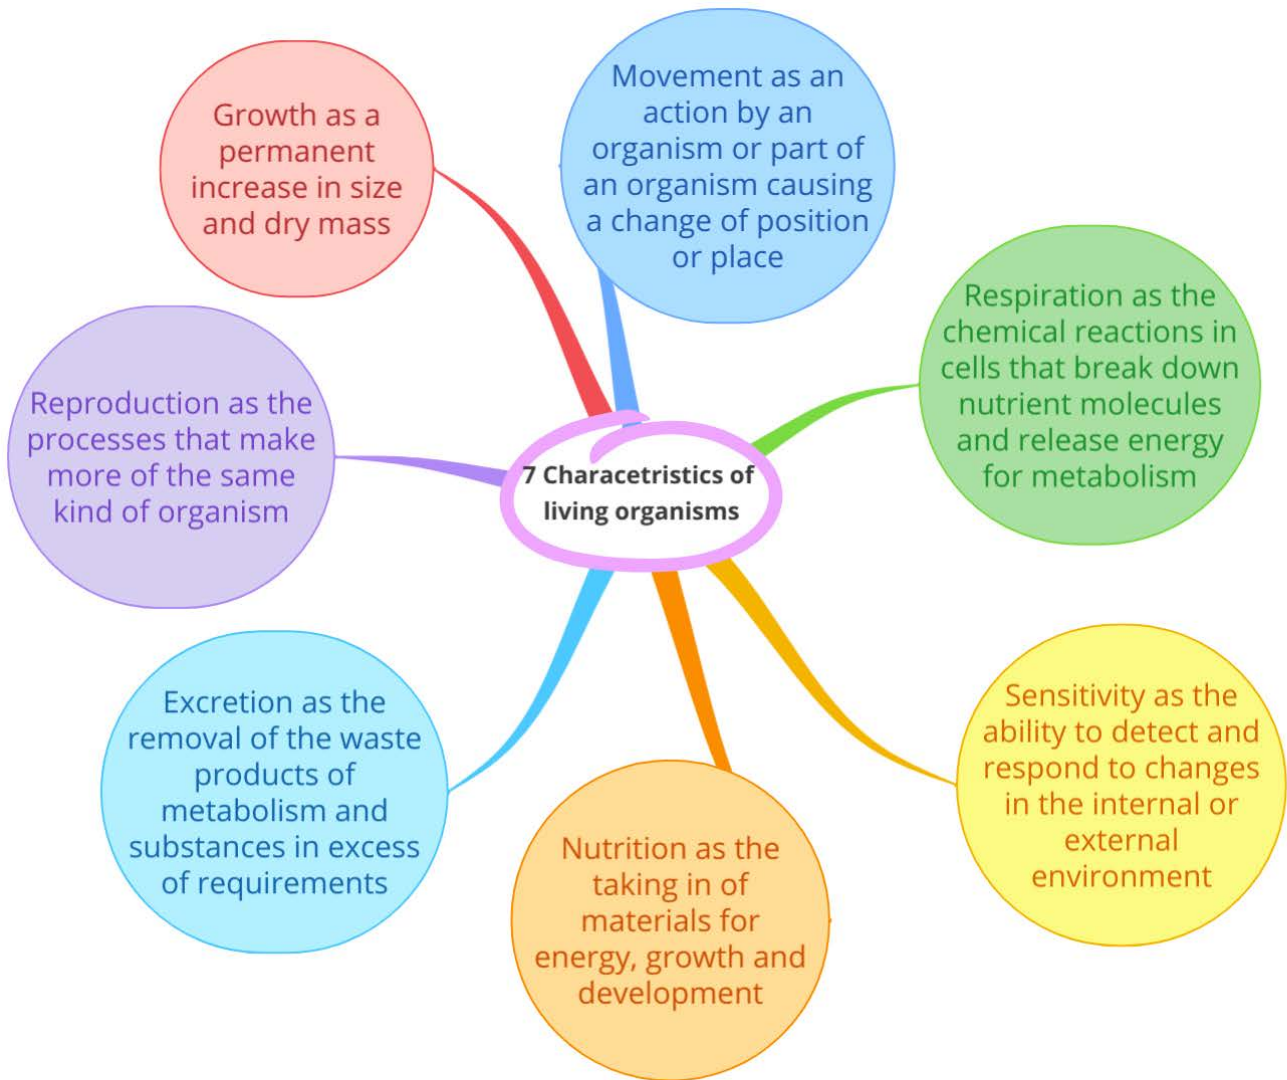 7 Characetristics of
living organisms
Movement as an
action by an
organism or part of
an organism causing
a change of position
or place
Respiration as the
chemical reactions in
cells that break down
nutrient molecules
and release energy
for metabolism
Sensitivity as the
ability to detect and
respond to changes
in the internal or
external
environment
Nutrition as the
taking in of
materials for
energy, growth and
development
Excretion as the
removal of the waste
products of
metabolism and
substances in excess
of requirements
Reproduction as the
processes that make
more of the same
kind of organism
Growth as a
permanent
increase in size
and dry mass